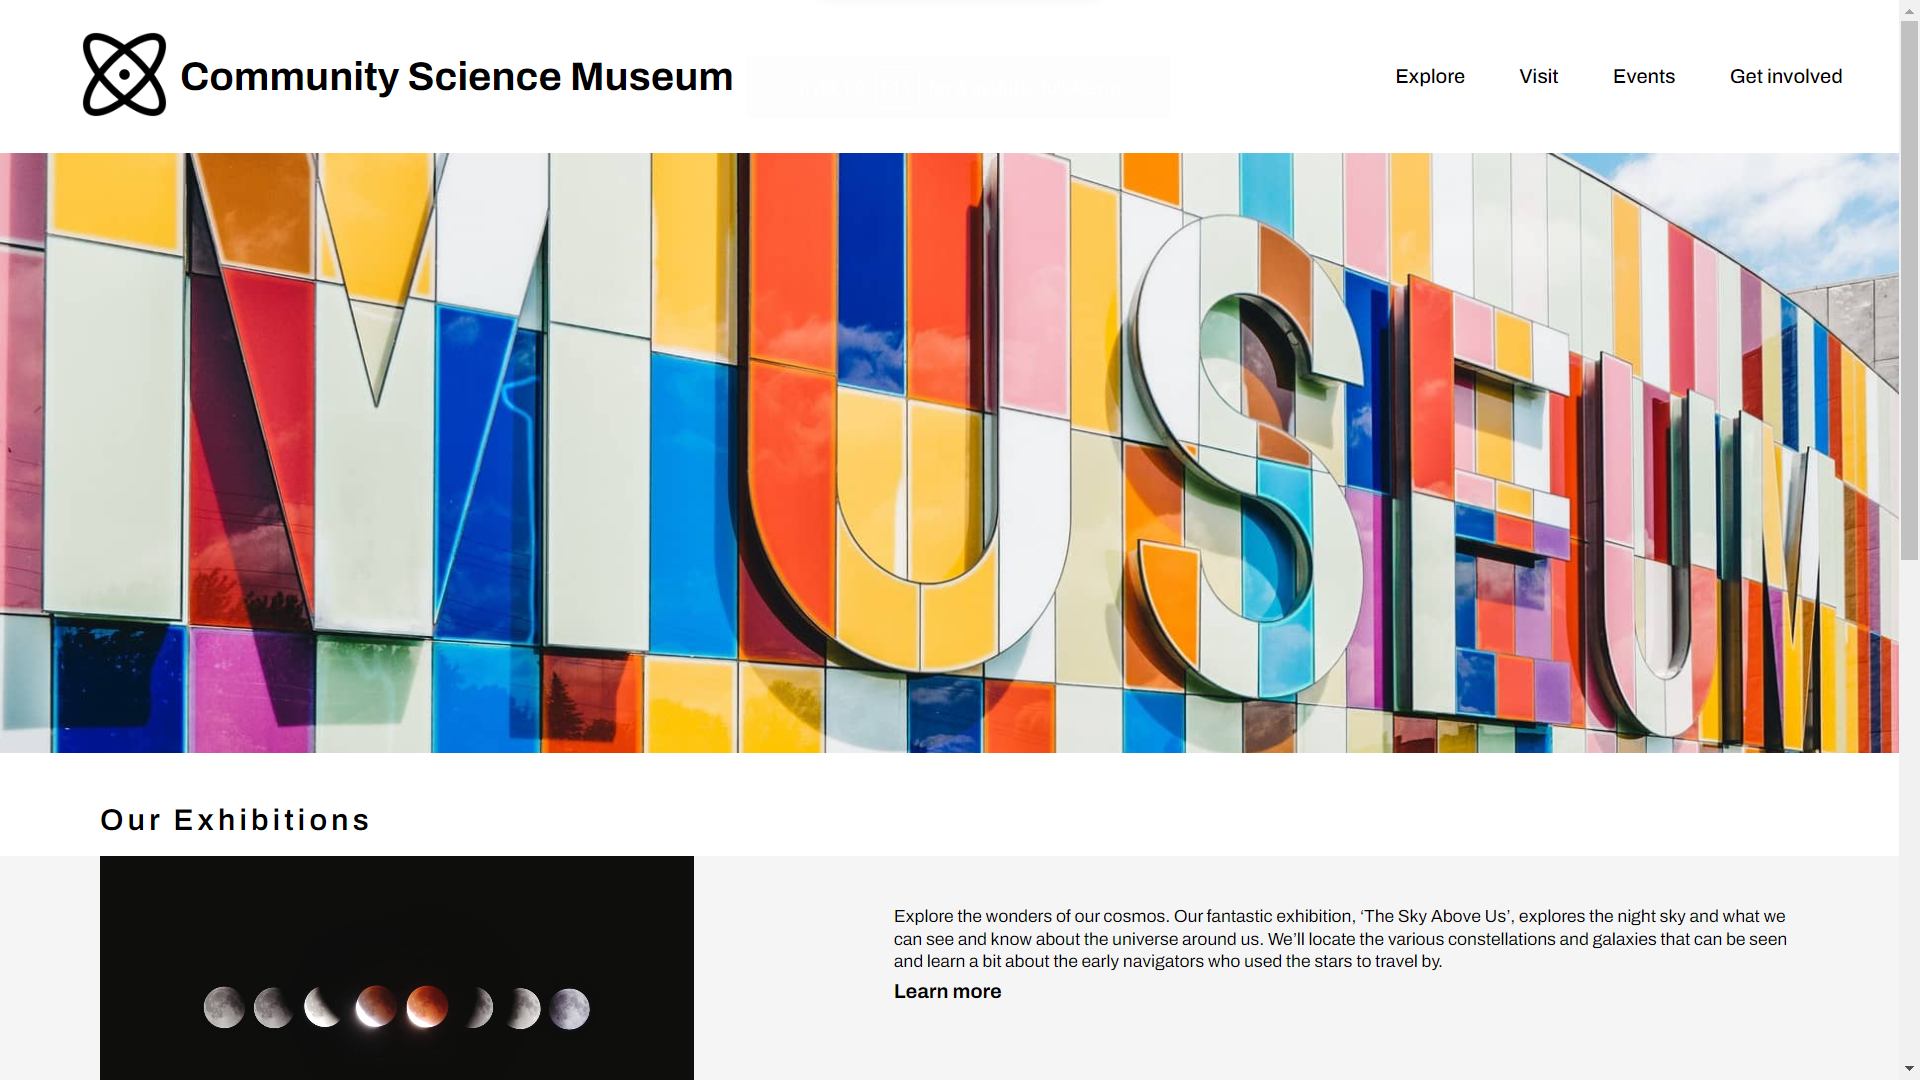 Community Science Museum
Explore
Visit
Events
Get involved
MUSEUM
Our Exhibitions
Explore the wonders of our cosmos. Our fantastic exhibition, ‘The Sky Above Us’, explores the night sky and what we
can see and know about the universe around us. We’ll locate the various constellations and galaxies that can be seen
and learn a bit about the early navigators who used the stars to travel by.
Learn more